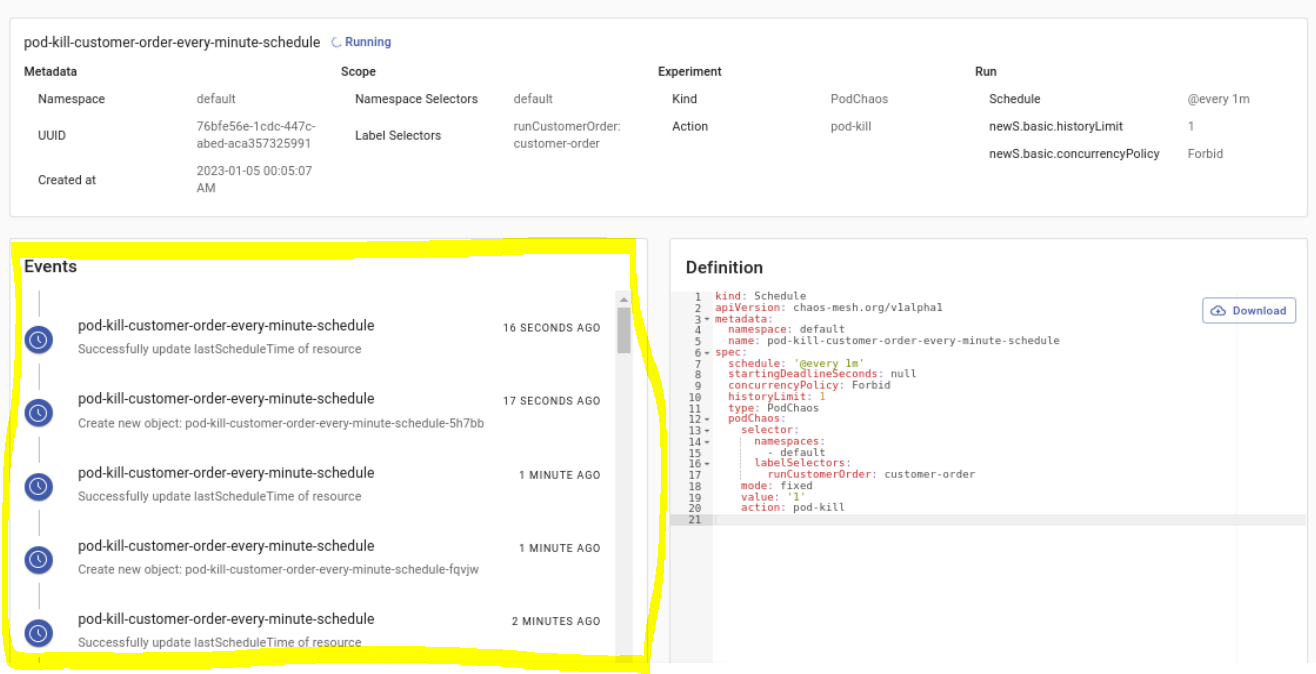 pod-kill-customer-order-every-minute-schedule Running
Metadata
Namespace default
UUID 76bfe56e-1cdc-447c-
abed-aca357325991
Created at 2023-01-05 00:05:07
AM
Scope
Namespace Selectors default
Label Selectors runCustomerOrder:
customer-order
Experiment
Kind PodChaos
Action pod-kill
Run
Schedule @every 1m
newS.basic.historyLimit 1
newS.basic.concurrencyPolicy Forbid
Events
pod-kill-customer-order-every-minute-schedule 16 SECONDS AGO
Successfully update lastScheduleTime of resource
pod-kill-customer-order-every-minute-schedule 17 SECONDS AGO
Create new object: pod-kill-customer-order-every-minute-schedule-5h7bb
pod-kill-customer-order-every-minute-schedule 1 MINUTE AGO
Successfully update lastScheduleTime of resource
pod-kill-customer-order-every-minute-schedule 1 MINUTE AGO
Create new object: pod-kill-customer-order-every-minute-schedule-fqvjw
pod-kill-customer-order-every-minute-schedule 2 MINUTES AGO
Successfully update lastScheduleTime of resource
Definition
Download
1 kind: Schedule
2 apiVersion: chaos-mesh.org/v1alpha1
3 metadata:
4 namespace: default
5 name: pod-kill-customer-order-every-minute-schedule
6 spec:
7 schedule: '@every 1m'
8 startingDeadlineSeconds: null
9 concurrencyPolicy: Forbid
10 historyLimit: 1
11 type: PodChaos
12 podChaos:
13 selector:
14 namespaces:
15 - default
16 labelSelectors:
17 runCustomerOrder: customer-order
18 mode: fixed
19 value: '1'
20 action: pod-kill
21